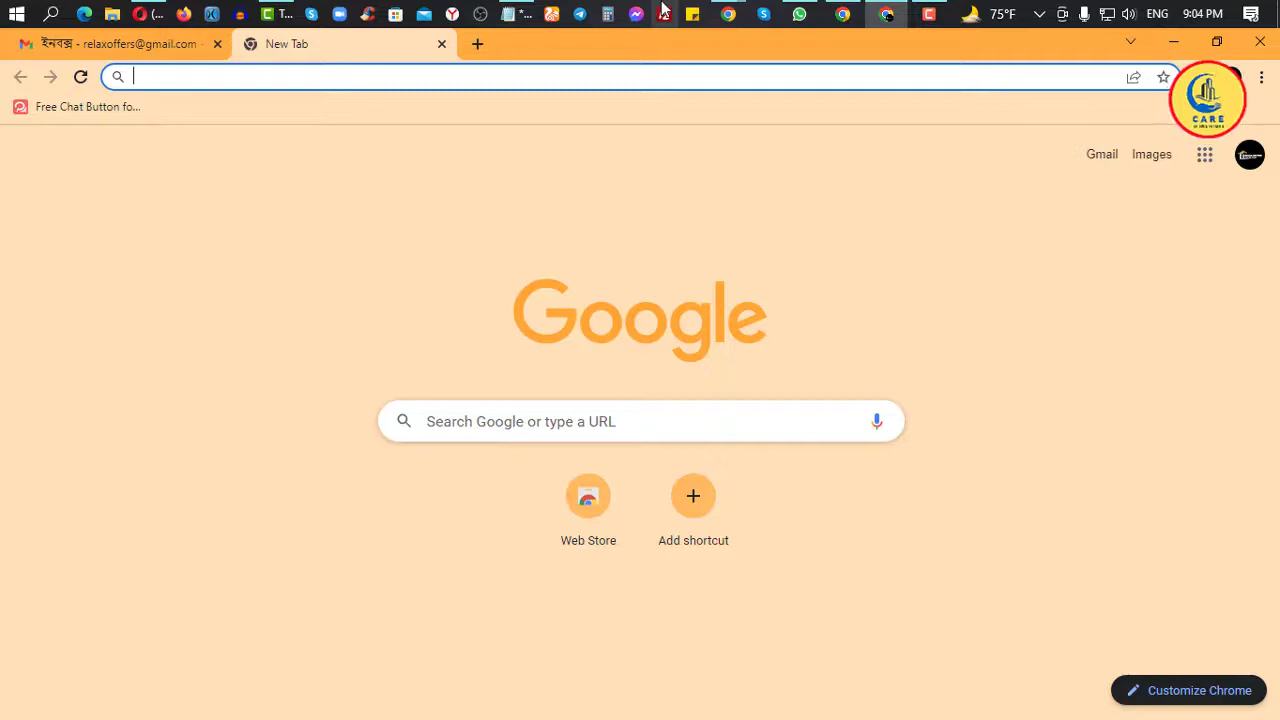 (... T... *... 75°F ENG 9:04 PM
ইনবক্স - relaxoffers@gmail.com New Tab
Free Chat Button fo...
CARE
Gmail Images
Google
Search Google or type a URL
Web Store Add shortcut
Customize Chrome